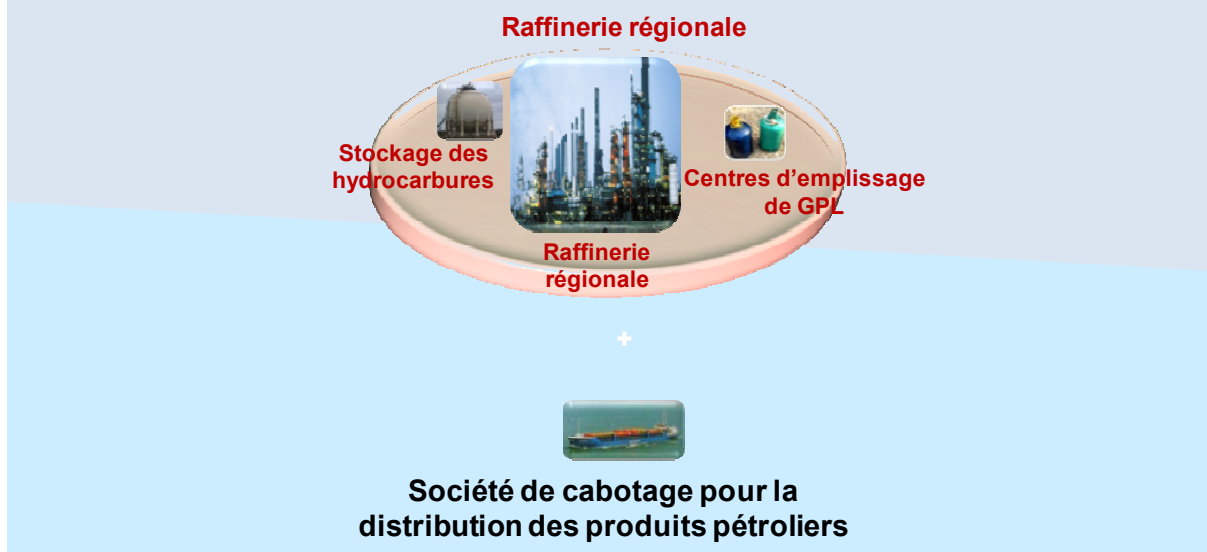 Raffinerie régionale
Stockage des
hydrocarbures
Centres d’emplissage
de GPL
Raffinerie
régionale
+
Société de cabotage pour la
distribution des produits pétroliers